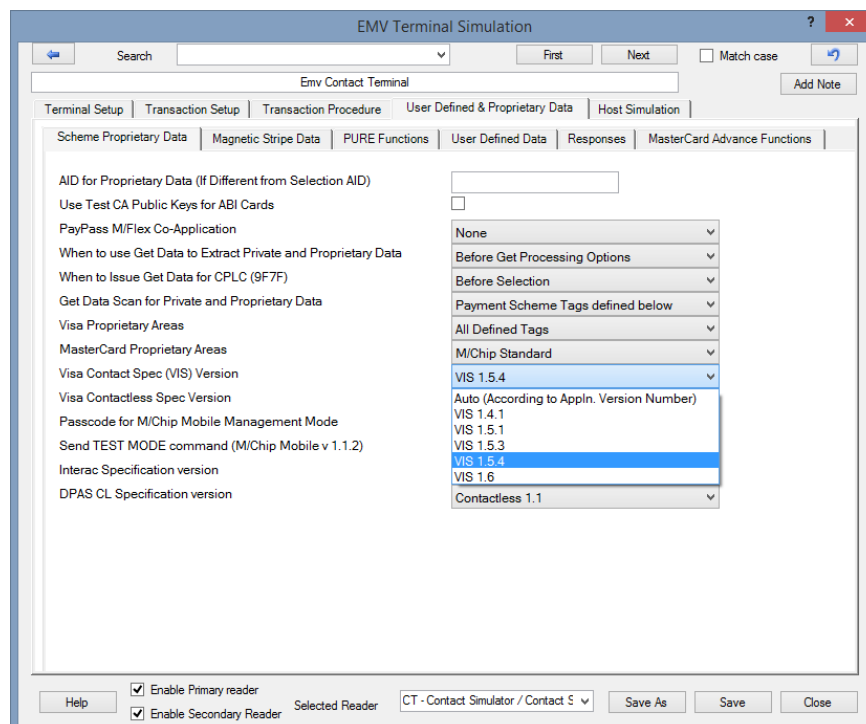 EMV Terminal Simulation ? ×
Search First Next Match case
Emv Contact Terminal Add Note
Terminal Setup Transaction Setup Transaction Procedure User Defined & Proprietary Data Host Simulation
Scheme Proprietary Data Magnetic Stripe Data PURE Functions User Defined Data Responses MasterCard Advance Functions
AID for Proprietary Data (If Different from Selection AID)
Use Test CA Public Keys for ABI Cards
PayPass M/Flex Co-Application None
When to use Get Data to Extract Private and Proprietary Data Before Get Processing Options
When to Issue Get Data for CPLC (9F7F) Before Selection
Get Data Scan for Private and Proprietary Data Payment Scheme Tags defined below
Visa Proprietary Areas All Defined Tags
MasterCard Proprietary Areas M/Chip Standard
Visa Contact Spec (VIS) Version VIS 1.5.4
Visa Contactless Spec Version Auto (According to Appln. Version Number)
VIS 1.4.1
Passcode for M/Chip Mobile Management Mode VIS 1.5.1
Send TEST MODE command (M/Chip Mobile v 1.1.2) VIS 1.5.3
Interac Specification version VIS 1.5.4
VIS 1.6
DPAS CL Specification version Contactless 1.1
Enable Primary reader
Help Selected Reader CT - Contact Simulator / Contact S Save As Save Close
Enable Secondary Reader